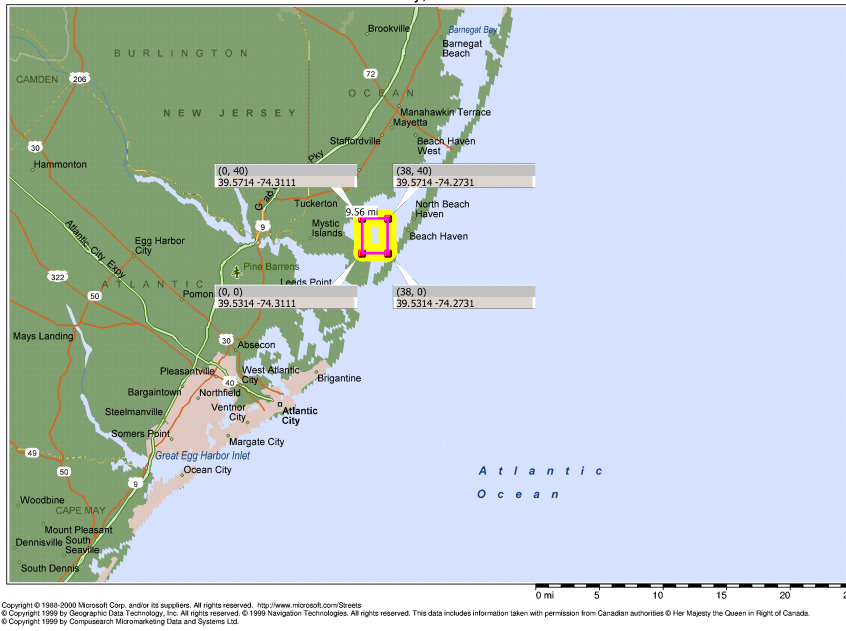 Brookville
Barnegat Bay
Barnegat
Beach
BURLINGTON
CAMDEN
206
72
OCEAN
NEW JERSEY
Manahawkin Terrace
Mayetta
Staffordville
Beach Haven
West
30
Hammonton
Pky
(0, 40)
39.5714 -74.3111
(38, 40)
39.5714 -74.2731
Tuckerton
9.56 mi
North Beach
Haven
Mystic
Islands
9
Beach Haven
Atlantic City Expy
Egg Harbor
City
Pine Barrens
322
ATLANTIC
Leeds Point
50
Pomon
(0, 0)
39.5314 -74.3111
(38, 0)
39.5314 -74.2731
Mays Landing
30
Absecon
Pleasantville
West Atlantic
City
Brigantine
40
Bargaintown
Northfield
Steelmanville
Ventnor
City
Atlantic
City
Somers Point
Margate City
49
Great Egg Harbor Inlet
50
Ocean City
9
Atlantic
Ocean
Woodbine
CAPE MAY
Mount Pleasant
Dennisville
South
Seaville
South Dennis
0 mi 5 10 15 20 2
Copyright © 1988-2000 Microsoft Corp. and/or its suppliers. All rights reserved. http://www.microsoft.com/Streets
© Copyright 1999 by Geographic Data Technology, Inc. All rights reserved. © 1999 Navigation Technologies. All rights reserved. This data includes information taken with permission from Canadian authorities © Her Majesty the Queen in Right of Canada.
© Copyright 1999 by Compusearch Micromarketing Data and Systems Ltd.